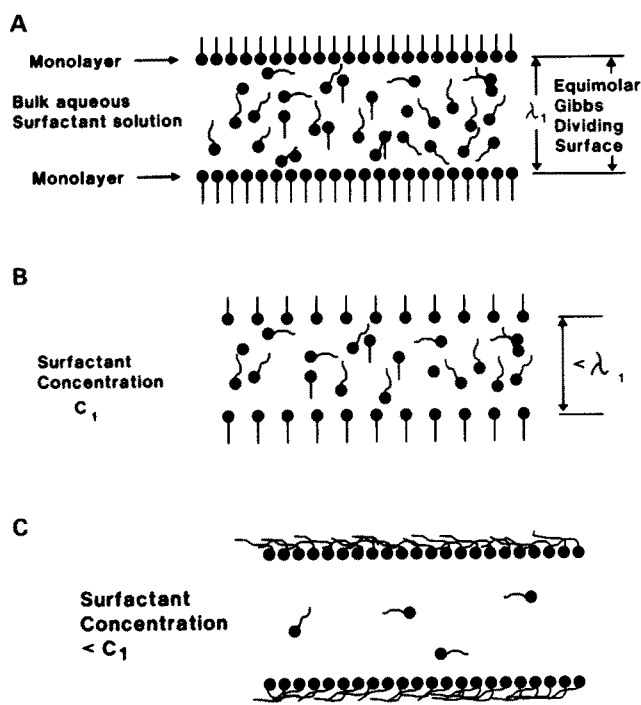 A
Monolayer
Bulk aqueous
Surfactant solution
Monolayer
λ₁
Equimolar
Gibbs
Dividing
Surface
B
Surfactant
Concentration
C₁
< λ₁
C
Surfactant
Concentration
< C₁